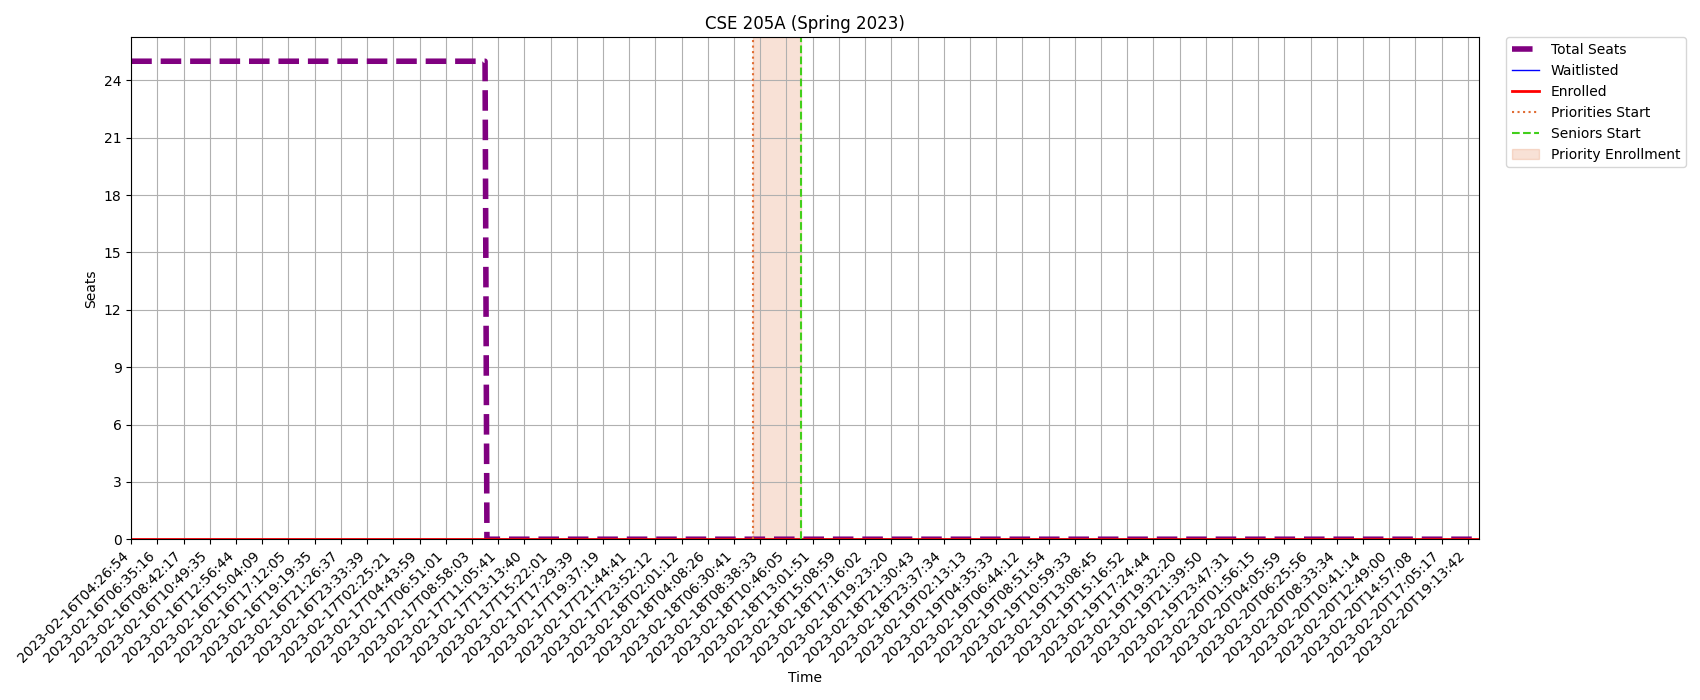 CSE 205A (Spring 2023)
Total Seats
Waitlisted
Enrolled
Priorities Start
Seniors Start
Priority Enrollment
Seats
24
21
18
15
12
9
6
3
0
2023-02-16T04:26:54
2023-02-16T06:35:16
2023-02-16T08:42:17
2023-02-16T10:49:35
2023-02-16T12:56:44
2023-02-16T15:04:09
2023-02-16T17:12:05
2023-02-16T19:19:35
2023-02-16T21:26:37
2023-02-16T23:33:39
2023-02-17T02:25:21
2023-02-17T04:43:59
2023-02-17T06:51:01
2023-02-17T08:58:03
2023-02-17T11:05:41
2023-02-17T13:13:40
2023-02-17T15:22:01
2023-02-17T17:29:39
2023-02-17T19:37:19
2023-02-17T21:44:41
2023-02-17T23:52:12
2023-02-18T02:01:12
2023-02-18T04:08:26
2023-02-18T06:30:41
2023-02-18T08:38:33
2023-02-18T10:46:05
2023-02-18T13:01:51
2023-02-18T15:08:59
2023-02-18T17:16:02
2023-02-18T19:23:20
2023-02-18T21:30:43
2023-02-18T23:37:34
2023-02-19T02:13:13
2023-02-19T04:35:33
2023-02-19T06:44:12
2023-02-19T08:51:54
2023-02-19T10:59:33
2023-02-19T13:08:45
2023-02-19T15:16:52
2023-02-19T17:24:44
2023-02-19T19:32:20
2023-02-19T21:39:50
2023-02-19T23:47:31
2023-02-20T01:56:15
2023-02-20T04:05:59
2023-02-20T06:25:56
2023-02-20T08:33:34
2023-02-20T10:41:14
2023-02-20T12:49:00
2023-02-20T14:57:08
2023-02-20T17:05:17
2023-02-20T19:13:42
Time